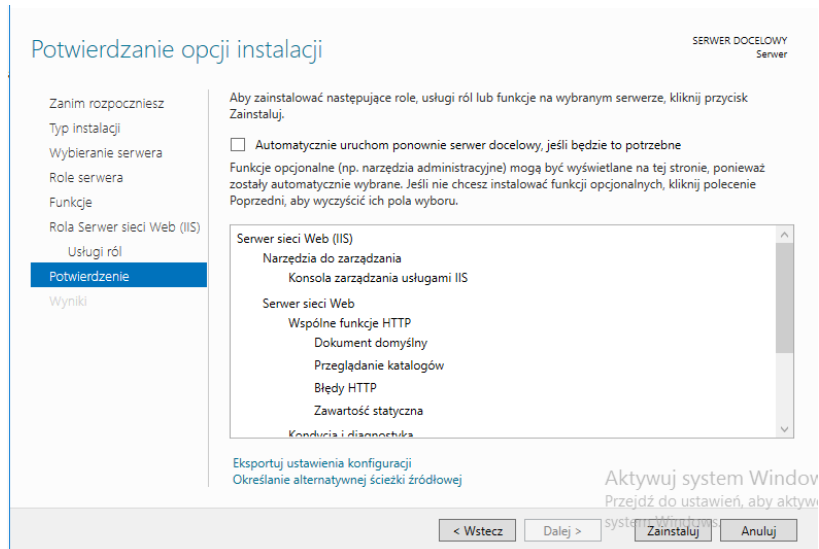 Potwierdzanie opcji instalacji
SERWER DOCELOWY
Serwer
Zanim rozpoczniesz
Typ instalacji
Wybieranie serwera
Role serwera
Funkcje
Rola Serwer sieci Web (IIS)
Usługi ról
Potwierdzenie
Wyniki
Aby zainstalować następujące role, usługi ról lub funkcje na wybranym serwerze, kliknij przycisk
Zainstaluj.
Automatycznie uruchom ponownie serwer docelowy, jeśli będzie to potrzebne
Funkcje opcjonalne (np. narzędzia administracyjne) mogą być wyświetlane na tej stronie, ponieważ
zostały automatycznie wybrane. Jeśli nie chcesz instalować funkcji opcjonalnych, kliknij polecenie
Poprzedni, aby wyczyścić ich pola wyboru.
Serwer sieci Web (IIS)
Narzędzia do zarządzania
Konsola zarządzania usługami IIS
Serwer sieci Web
Wspólne funkcje HTTP
Dokument domyślny
Przeglądanie katalogów
Błędy HTTP
Zawartość statyczna
Kondycja i diagnostyka
Eksportuj ustawienia konfiguracji
Określanie alternatywnej ścieżki źródłowej
Aktywuj system Window
Przejdź do ustawień, aby aktywo
system Windows.
< Wstecz
Dalej >
Zainstaluj
Anuluj